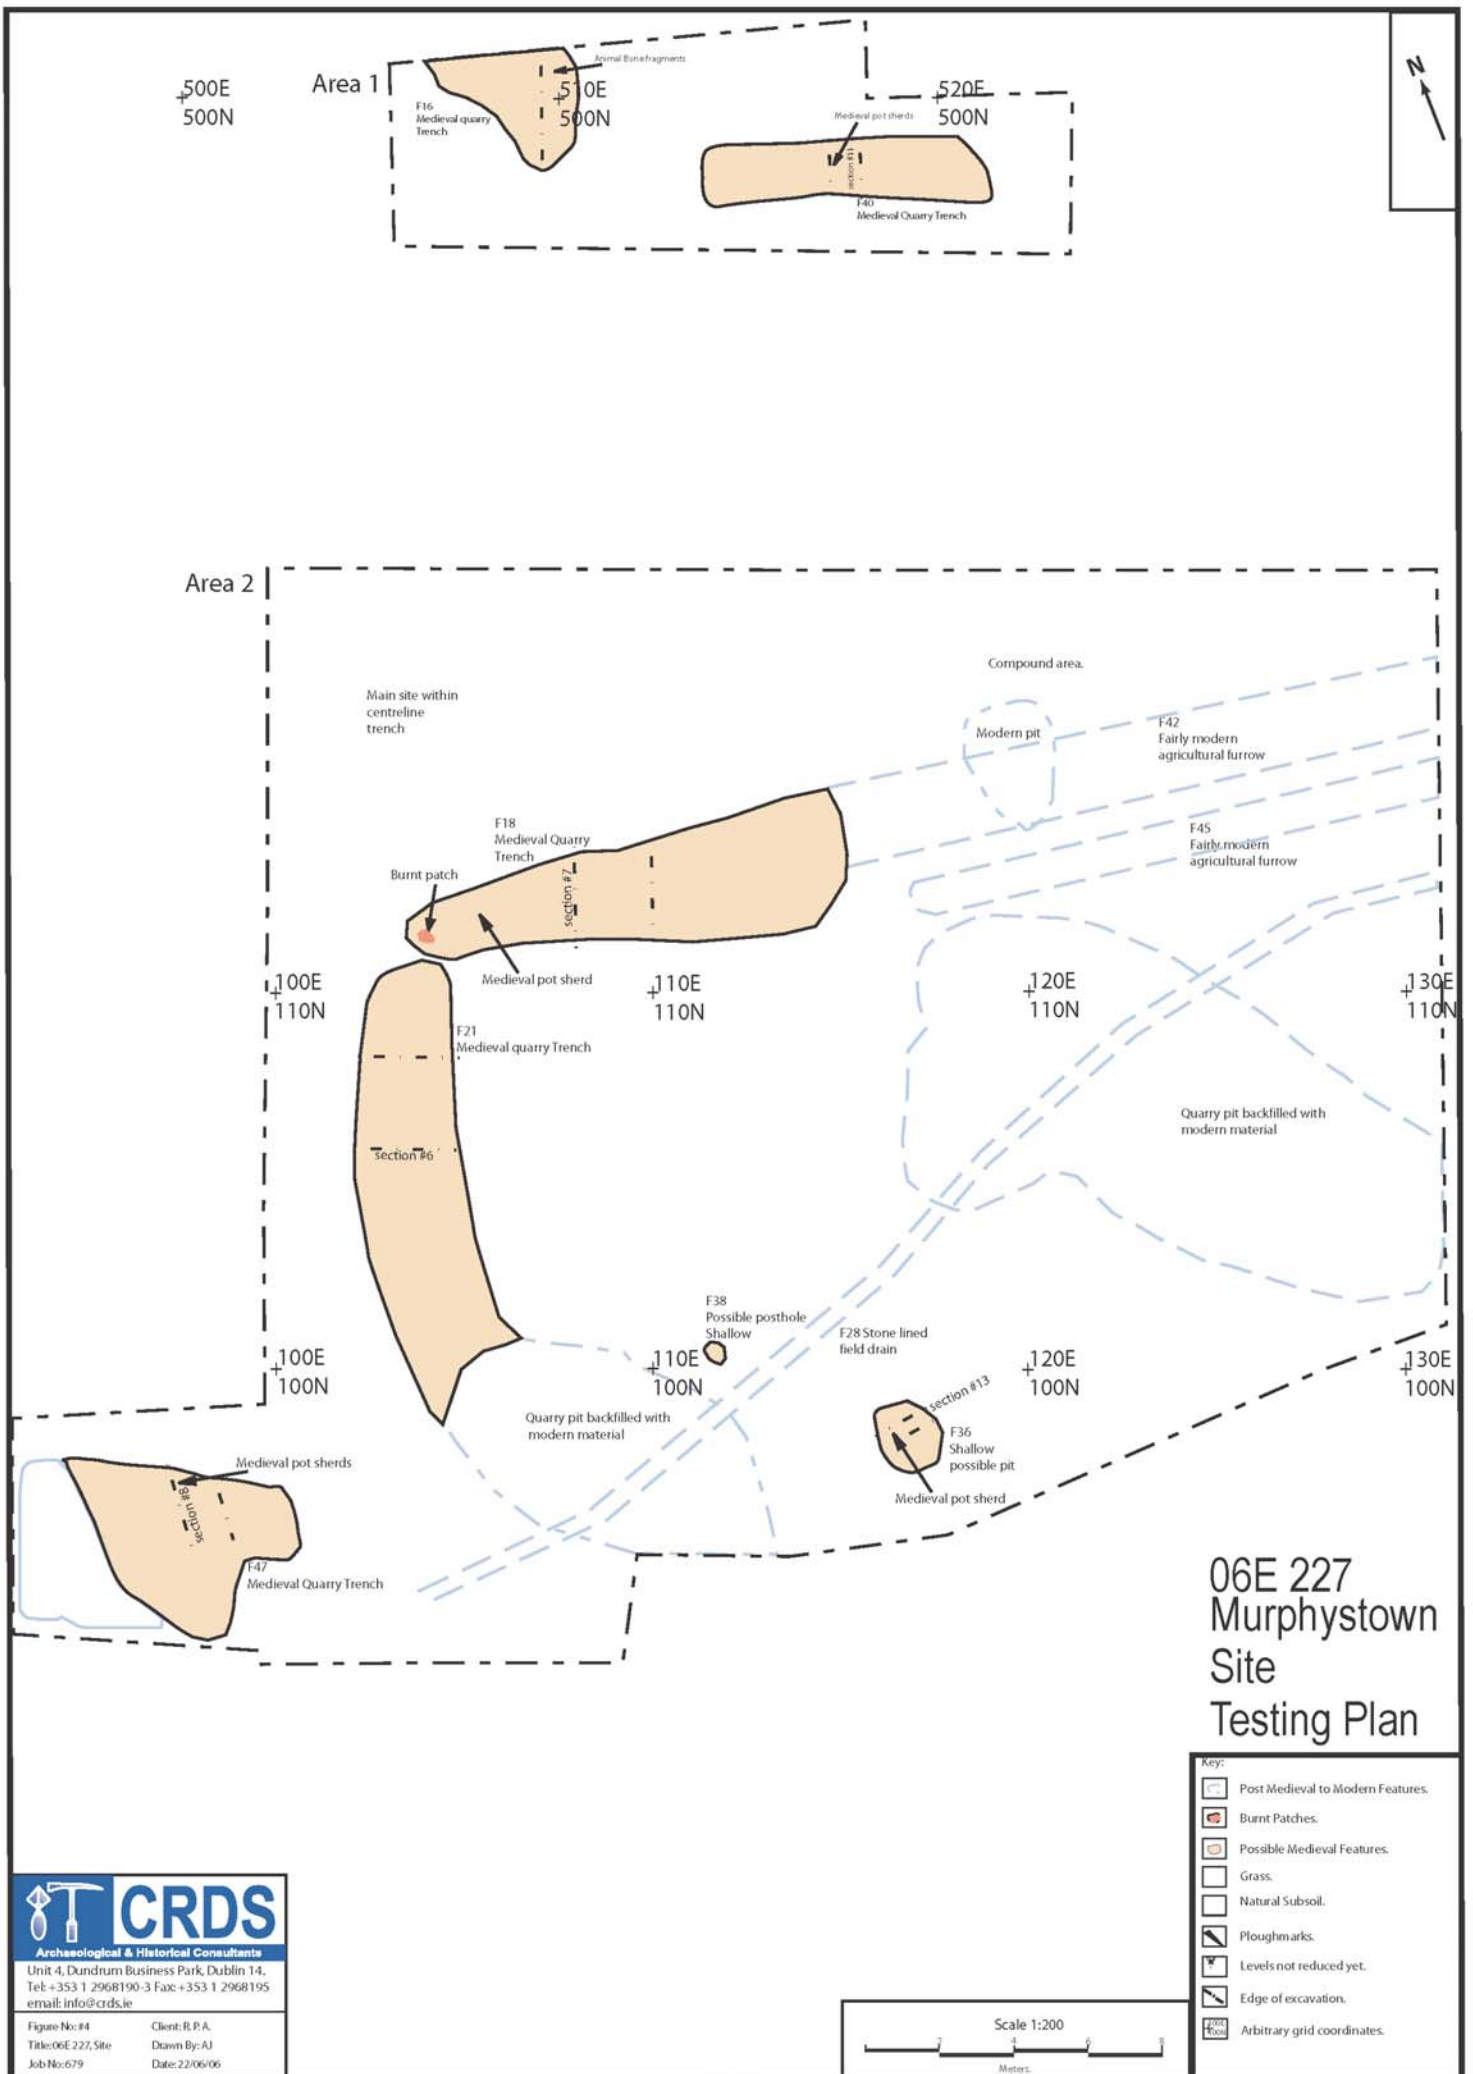 Area 1
500E
500N
Animal Bone fragments
510E
500N
520E
500N
N
F16
Medieval quarry
Trench
Medieval pot sherds
section #11
F40
Medieval Quarry Trench
Area 2
Main site within
centreline
trench
Compound area.
Modern pit
F42
Fairly modern
agricultural furrow
F45
Fairly modern
agricultural furrow
F18
Medieval Quarry
Trench
Burnt patch
section #7
Medieval pot sherd
100E
110N
110E
110N
120E
110N
130E
110N
F21
Medieval quarry Trench
section #6
Quarry pit backfilled with
modern material
F38
Possible posthole
Shallow
F28 Stone lined
field drain
100E
100N
110E
100N
120E
100N
130E
100N
section #13
Quarry pit backfilled with
modern material
F36
Shallow
possible pit
Medieval pot sherd
Medieval pot sherds
section #8
F47
Medieval Quarry Trench
06E 227
Murphystown
Site
Testing Plan
Key:
Post Medieval to Modern Features.
Burnt Patches.
Possible Medieval Features.
Grass.
Natural Subsoil.
Ploughmarks.
Levels not reduced yet.
Edge of excavation.
Arbitrary grid coordinates.
CRDS
Archaeological & Historical Consultants
Unit 4, Dundrum Business Park, Dublin 14.
Tel: +353 1 2968190-3 Fax: +353 1 2968195
email: info@crds.ie
Figure No: #4 Client: R. P. A.
Title: 06E 227, Site Drawn By: AJ
Job No: 679 Date: 22/06/06
Scale 1:200
2 4 6 8
Meters.